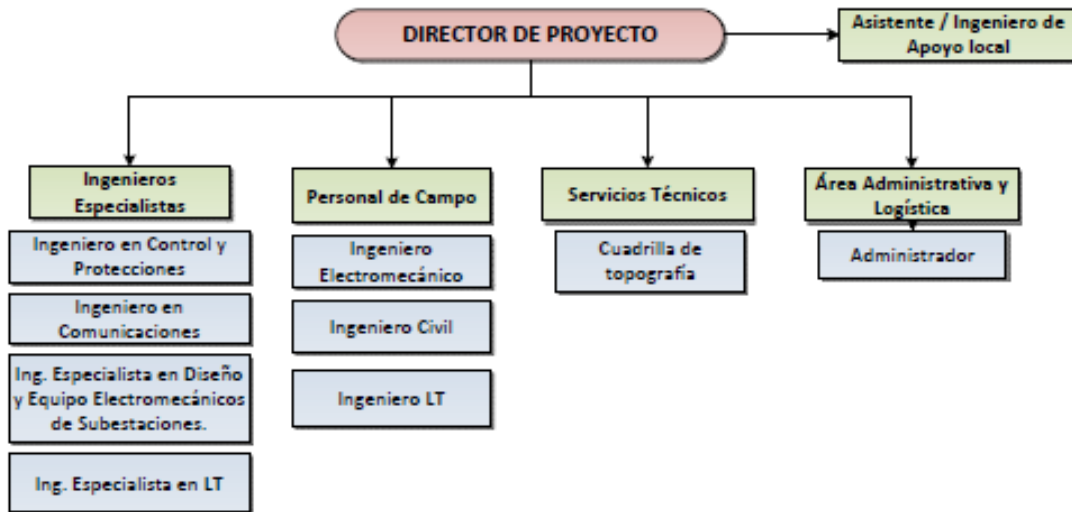 DIRECTOR DE PROYECTO
Asistente / Ingeniero de
Apoyo local
Ingenieros
Especialistas
Ingeniero en Control y
Protecciones
Ingeniero en
Comunicaciones
Ing. Especialista en Diseño
y Equipo Electromecánicos
de Subestaciones.
Ing. Especialista en LT
Personal de Campo
Ingeniero
Electromecánico
Ingeniero Civil
Ingeniero LT
Servicios Técnicos
Cuadrilla de
topografía
Área Administrativa y
Logística
Administrador